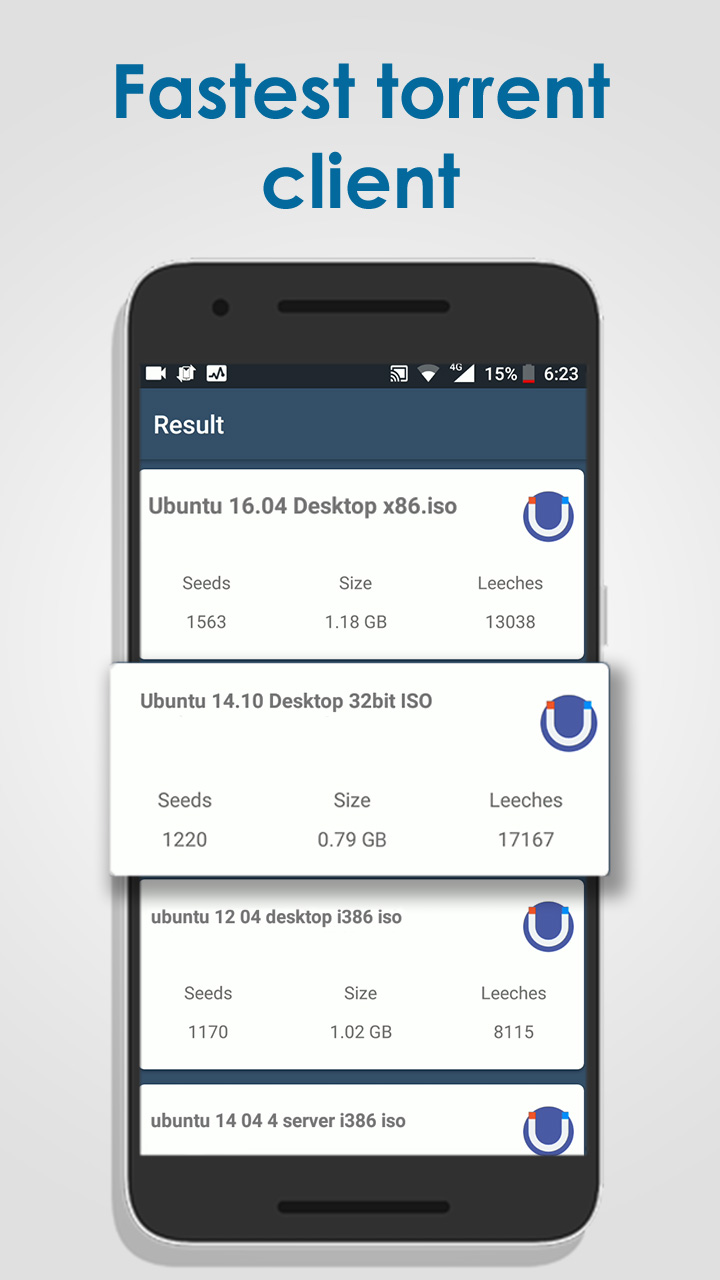 Fastest torrent
client
4G 15% 6:23
Result
Ubuntu 16.04 Desktop x86.iso
Seeds Size Leeches
1563 1.18 GB 13038
Ubuntu 14.10 Desktop 32bit ISO
Seeds Size Leeches
1220 0.79 GB 17167
ubuntu 12 04 desktop i386 iso
Seeds Size Leeches
1170 1.02 GB 8115
ubuntu 14 04 4 server i386 iso